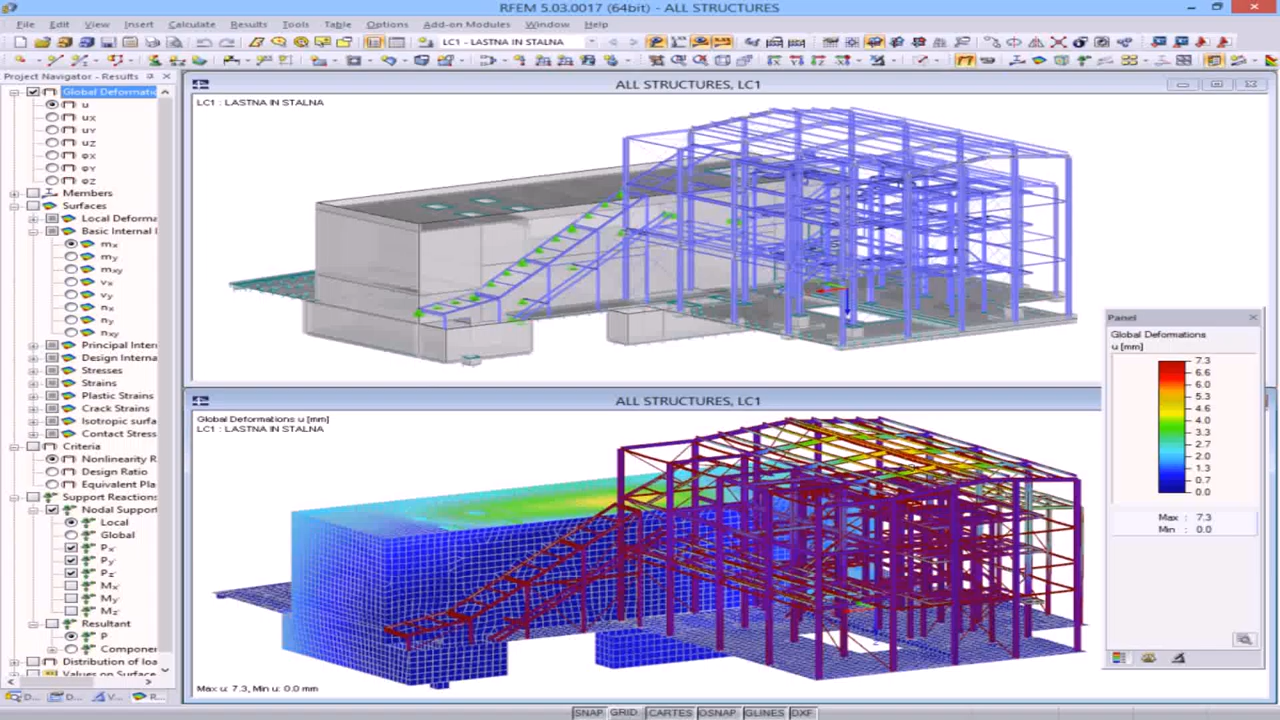 RFEM 5.03.0017 (64bit) - ALL STRUCTURES
File Edit View Insert Calculate Results Tools Table Options Add-on Modules Window Help
LC1 - LASTNA IN STALNA
Project Navigator - Results
Global Deformatio
u
ux
uY
uZ
φX
φY
φZ
Members
Surfaces
Local Deforma
Basic Internal
mx
my
mxy
vx
vy
nx
ny
nxy
Principal Inter
Design Interna
Stresses
Strains
Plastic Strains
Crack Strains
Isotropic surfa
Contact Stress
Criteria
Nonlinearity R
Design Ratio
Equivalent Pla
Support Reactions
Nodal Support
Local
Global
Px
Py
Pz
Mx
My
Mz
Resultant
P
Componen
Distribution of loa
Values on Surface
D... D... V... R...
ALL STRUCTURES, LC1
LC1 : LASTNA IN STALNA
ALL STRUCTURES, LC1
Global Deformations u [mm]
LC1 : LASTNA IN STALNA
Max u: 7.3, Min u: 0.0 mm
Panel
Global Deformations
u [mm]
7.3
6.6
6.0
5.3
4.6
4.0
3.3
2.7
2.0
1.3
0.7
0.0
Max : 7.3
Min : 0.0
SNAP GRID CARTES OSNAP GLINES DXF